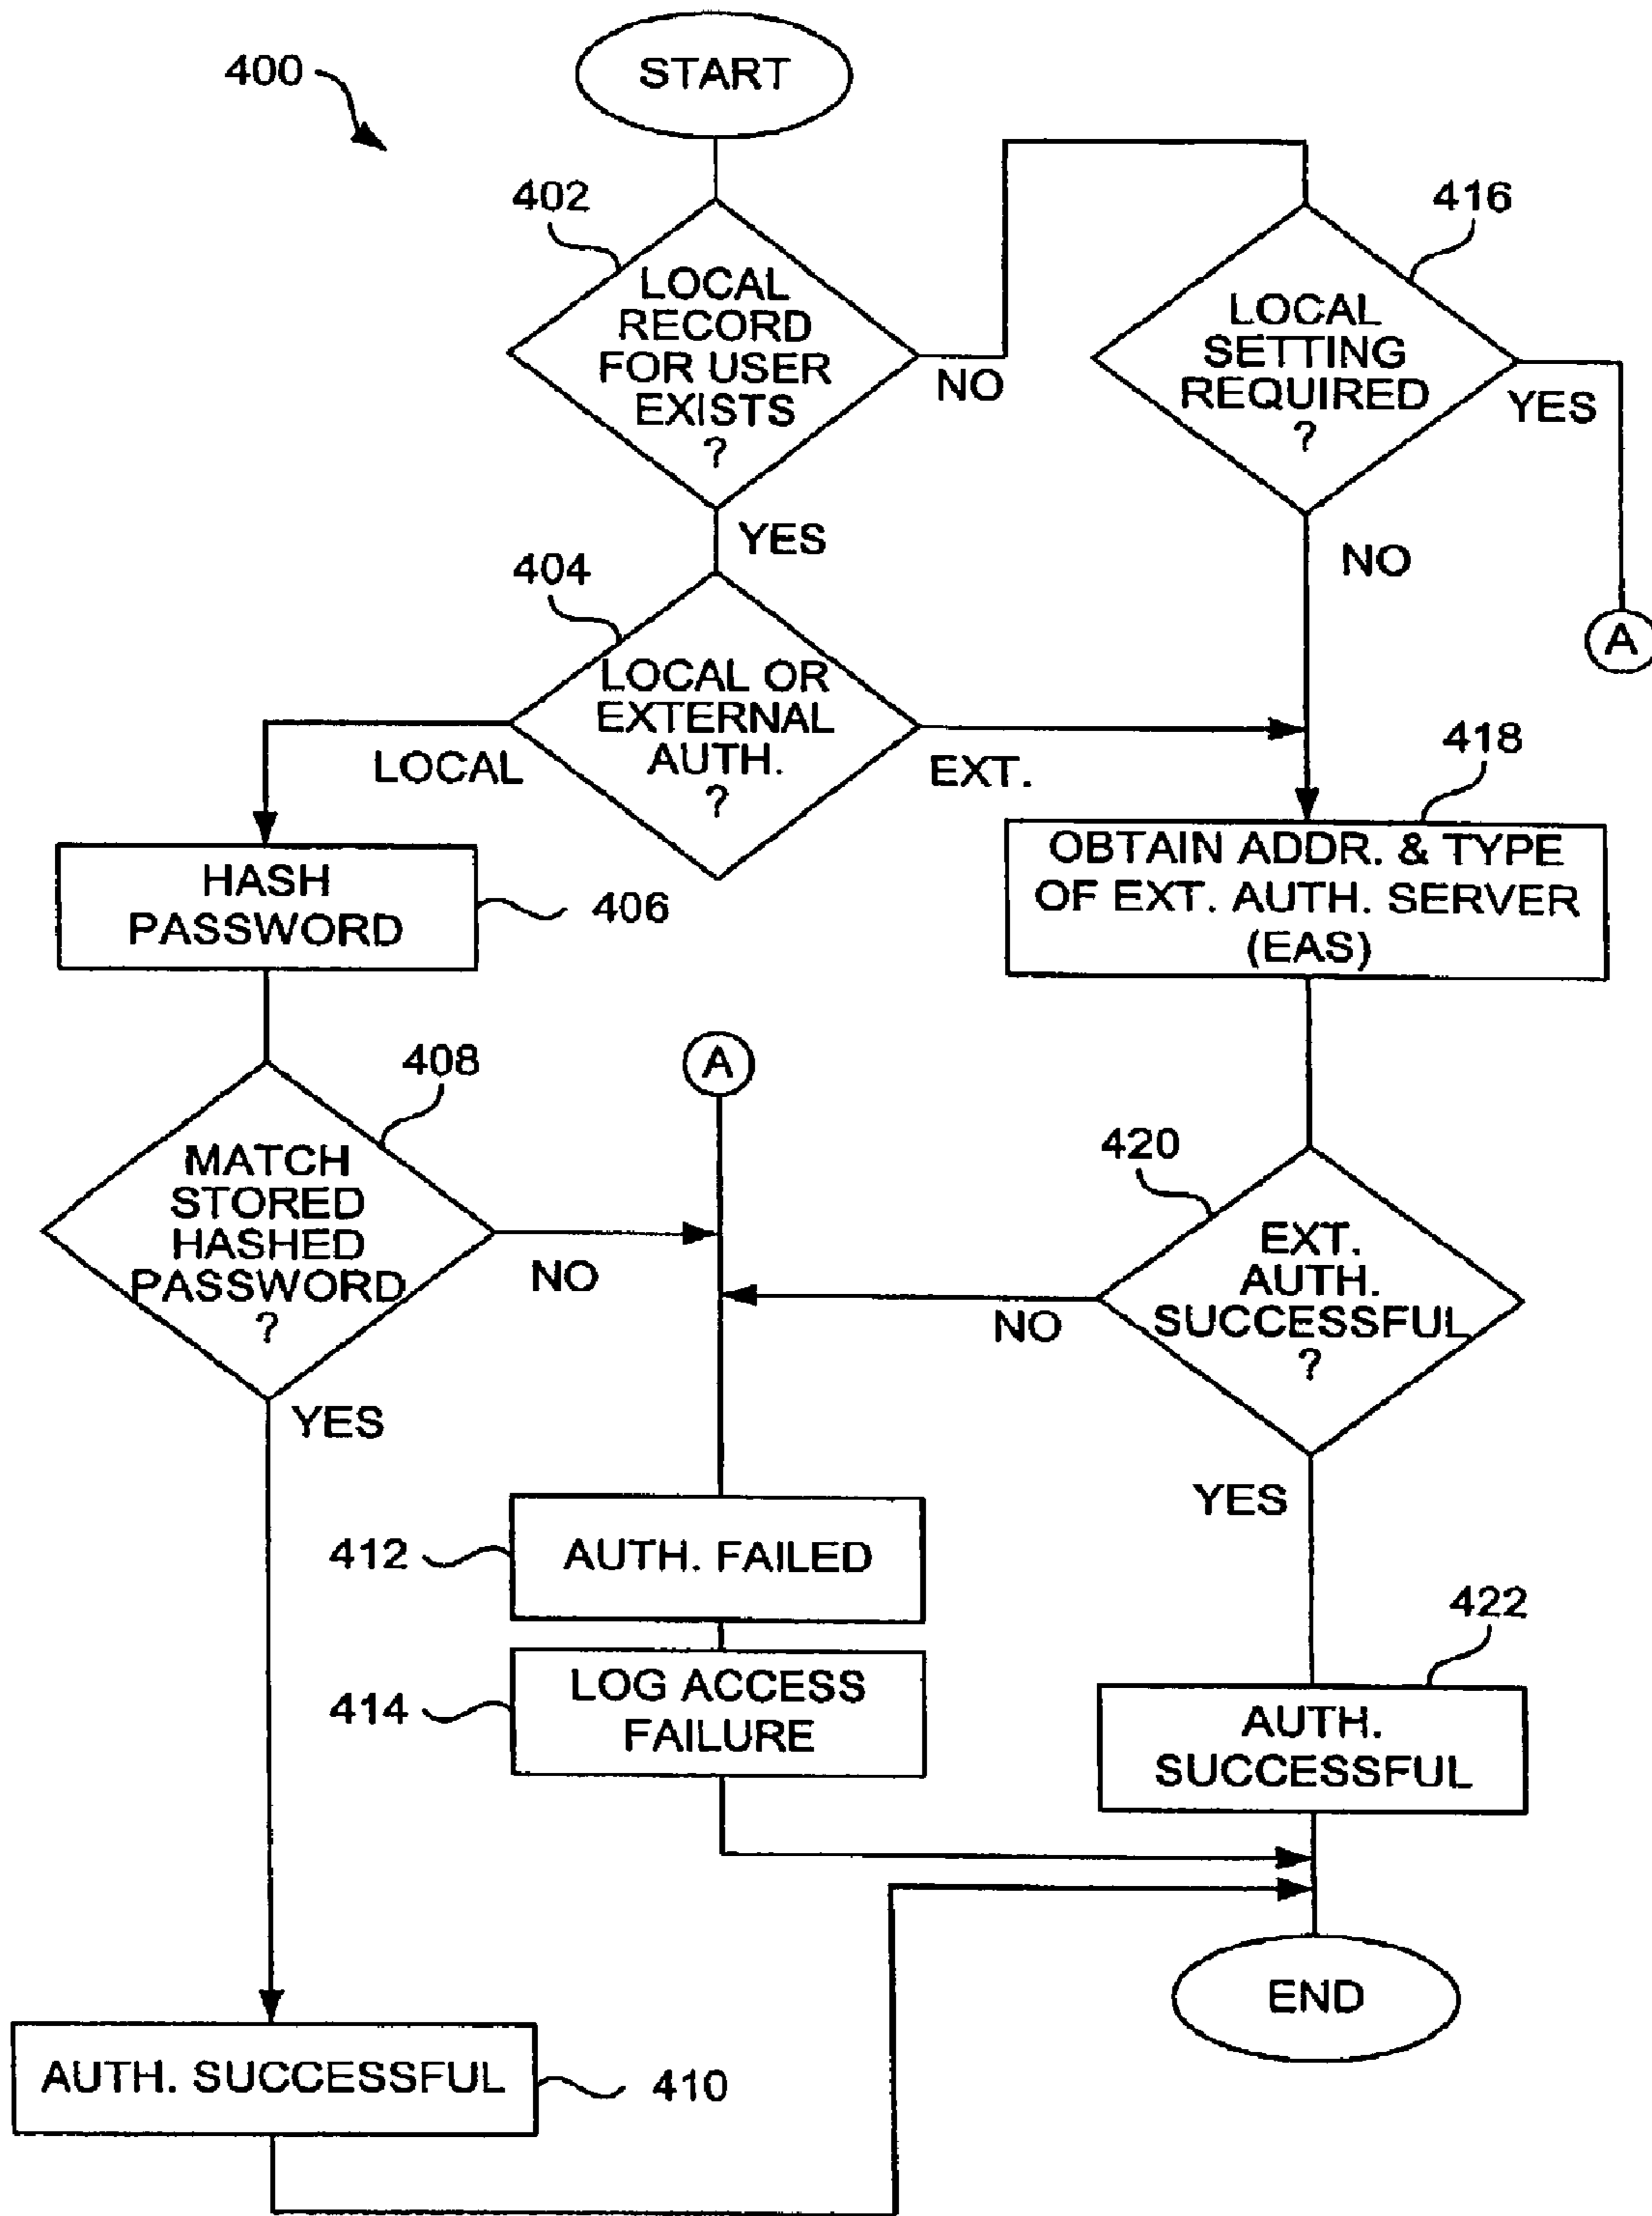 400
START
402
LOCAL
RECORD
FOR USER
EXISTS
?
NO
YES
416
LOCAL
SETTING
REQUIRED
?
YES
NO
A
404
LOCAL OR
EXTERNAL
AUTH.
?
LOCAL
EXT.
418
OBTAIN ADDR. & TYPE
OF EXT. AUTH. SERVER
(EAS)
HASH
PASSWORD
406
408
MATCH
STORED
HASHED
PASSWORD
?
NO
YES
A
420
EXT.
AUTH.
SUCCESSFUL
?
NO
YES
412
AUTH. FAILED
414
LOG ACCESS
FAILURE
422
AUTH.
SUCCESSFUL
END
AUTH. SUCCESSFUL
410